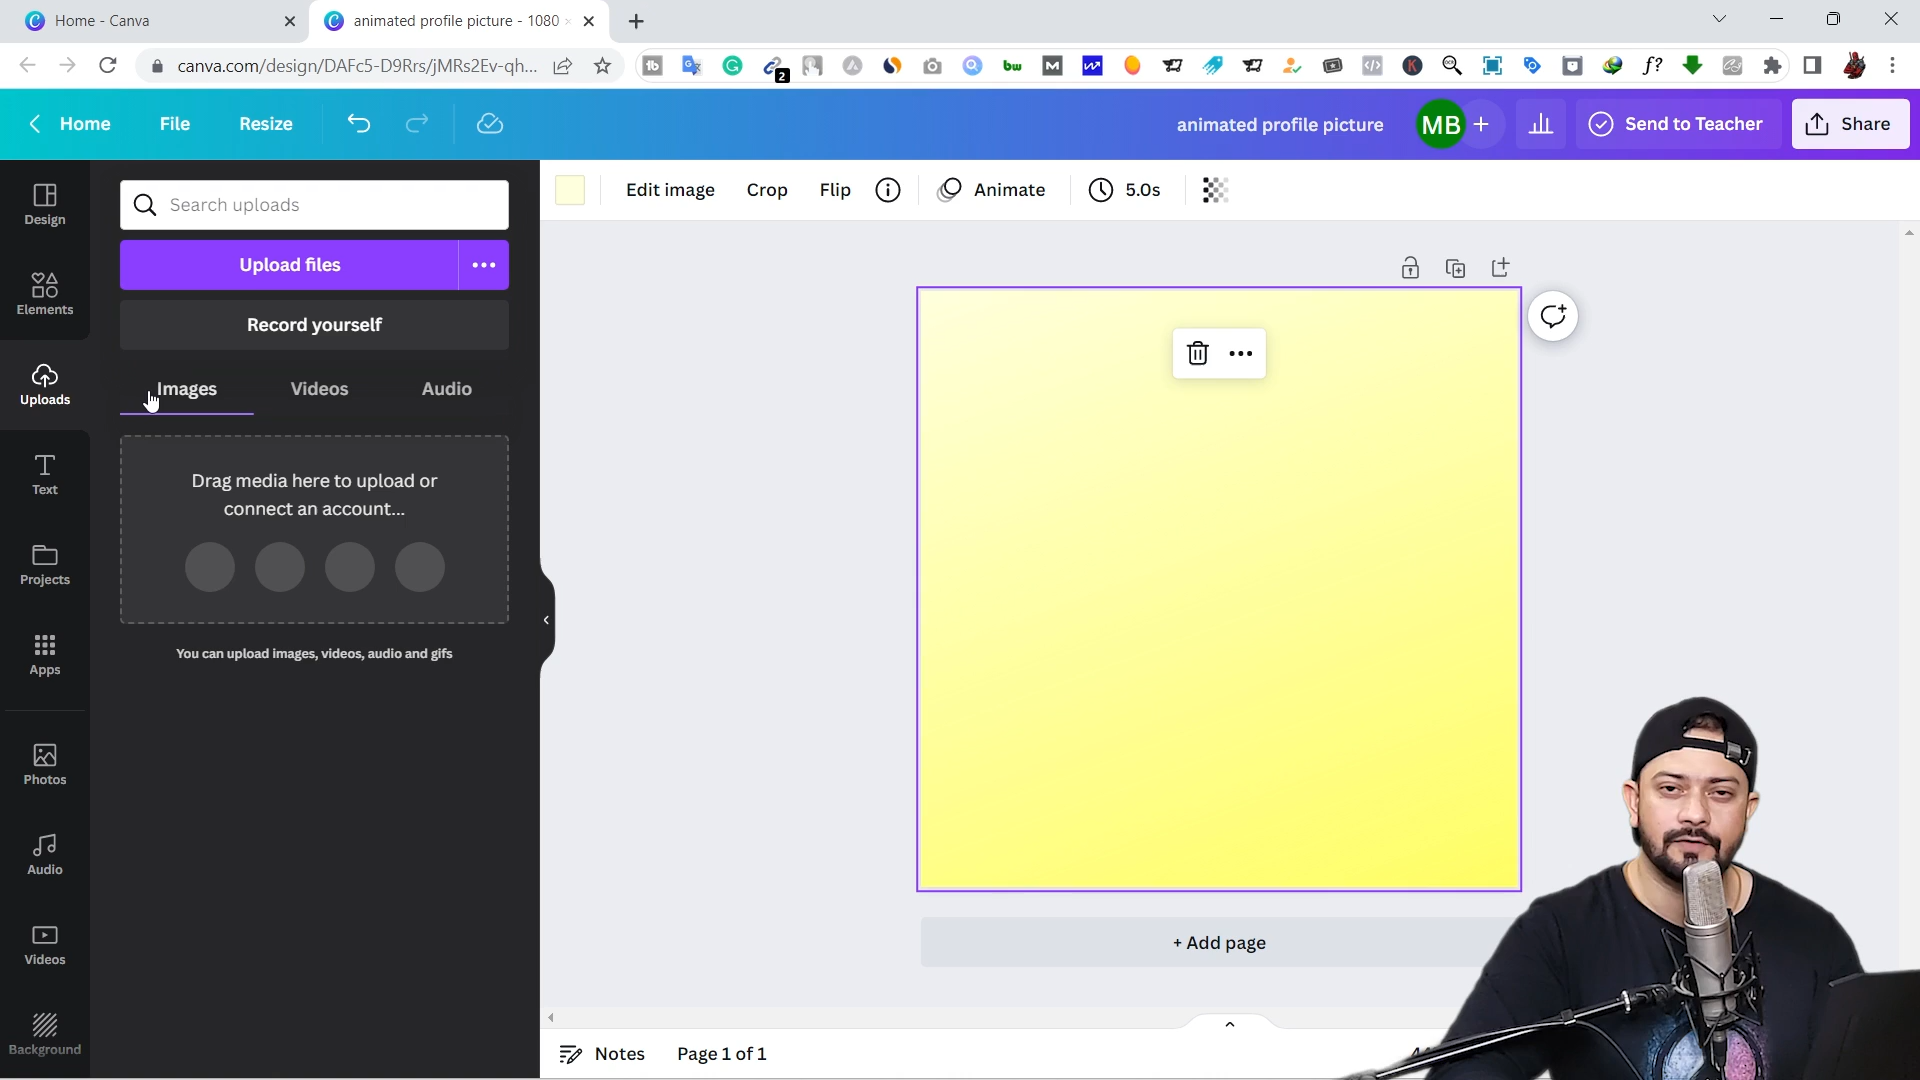 Home - Canva
animated profile picture - 1080
canva.com/design/DAFc5-D9Rrs/jMRs2Ev-qh...
2
Home
File
Resize
animated profile picture
MB
Send to Teacher
Share
Design
Elements
Uploads
Text
Projects
Apps
Photos
Audio
Videos
Background
Search uploads
Upload files
Record yourself
Images
Videos
Audio
Drag media here to upload or
connect an account...
You can upload images, videos, audio and gifs
Edit image
Crop
Flip
Animate
5.0s
+ Add page
Notes
Page 1 of 1